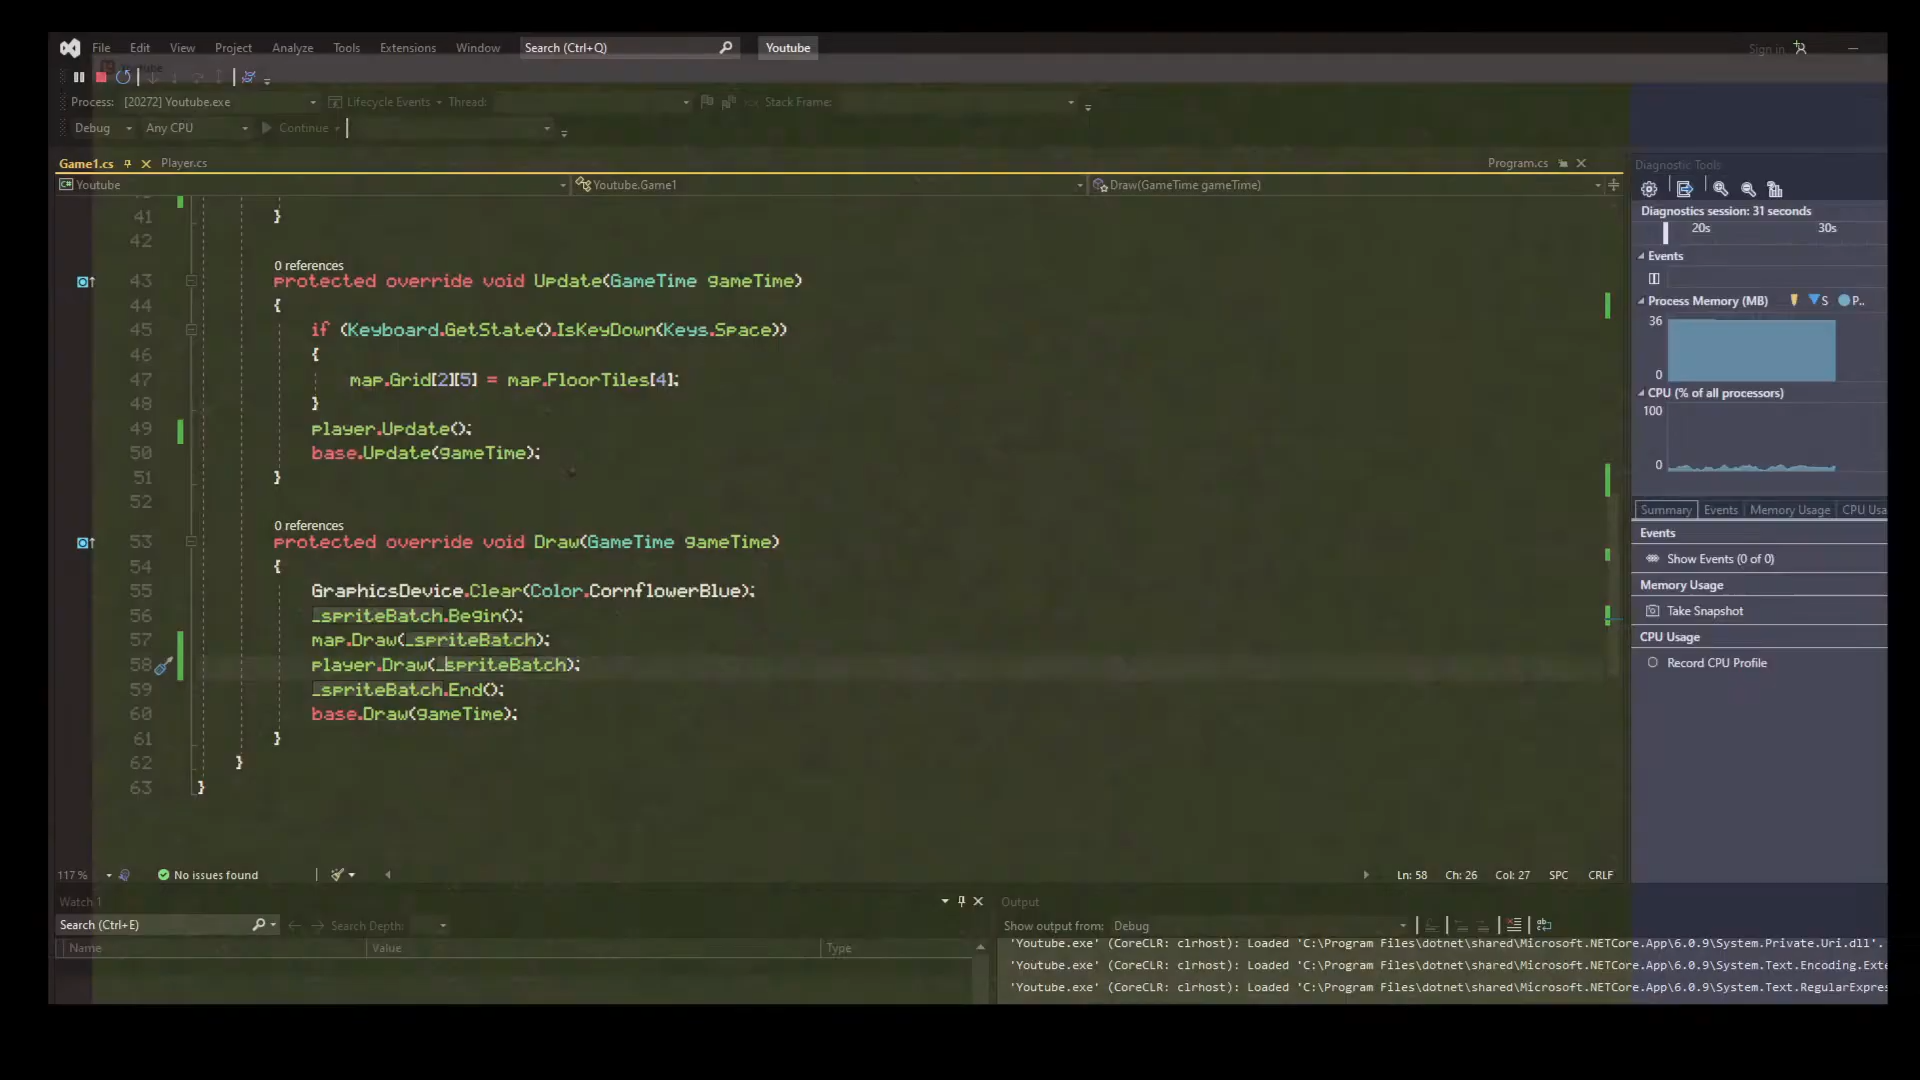 File Edit View Project Analyze Tools Extensions Window Search (Ctrl+Q) Youtube Sign in
Youtube
Process: [20272] Youtube.exe Lifecycle Events Thread: Stack Frame:
Debug Any CPU Continue
Game1.cs Player.cs Program.cs
Youtube Youtube.Game1 Draw(GameTime gameTime)
41 }
42
0 references
43 protected override void Update(GameTime gameTime)
44 {
45 if (Keyboard.GetState().IsKeyDown(Keys.Space))
46 {
47 map.Grid[2][5] = map.FloorTiles[4];
48 }
49 player.Update();
50 base.Update(gameTime);
51 }
52
0 references
53 protected override void Draw(GameTime gameTime)
54 {
55 GraphicsDevice.Clear(Color.CornflowerBlue);
56 _spriteBatch.Begin();
57 map.Draw(_spriteBatch);
58 player.Draw(_spriteBatch);
59 _spriteBatch.End();
60 base.Draw(gameTime);
61 }
62 }
63 }
117 % No issues found Ln: 58 Ch: 26 Col: 27 SPC CRLF
Diagnostic Tools
Diagnostics session: 31 seconds
20s 30s
Events
Process Memory (MB) S P..
36
0
CPU (% of all processors)
100
0
Summary Events Memory Usage CPU Usa
Events
Show Events (0 of 0)
Memory Usage
Take Snapshot
CPU Usage
Record CPU Profile
Watch 1
Search (Ctrl+E) Search Depth:
Name Value Type
Output
Show output from: Debug
'Youtube.exe' (CoreCLR: clrhost): Loaded 'C:\Program Files\dotnet\shared\Microsoft.NETCore.App\6.0.9\System.Private.Uri.dll'.
'Youtube.exe' (CoreCLR: clrhost): Loaded 'C:\Program Files\dotnet\shared\Microsoft.NETCore.App\6.0.9\System.Text.Encoding.Exte
'Youtube.exe' (CoreCLR: clrhost): Loaded 'C:\Program Files\dotnet\shared\Microsoft.NETCore.App\6.0.9\System.Text.RegularExpres